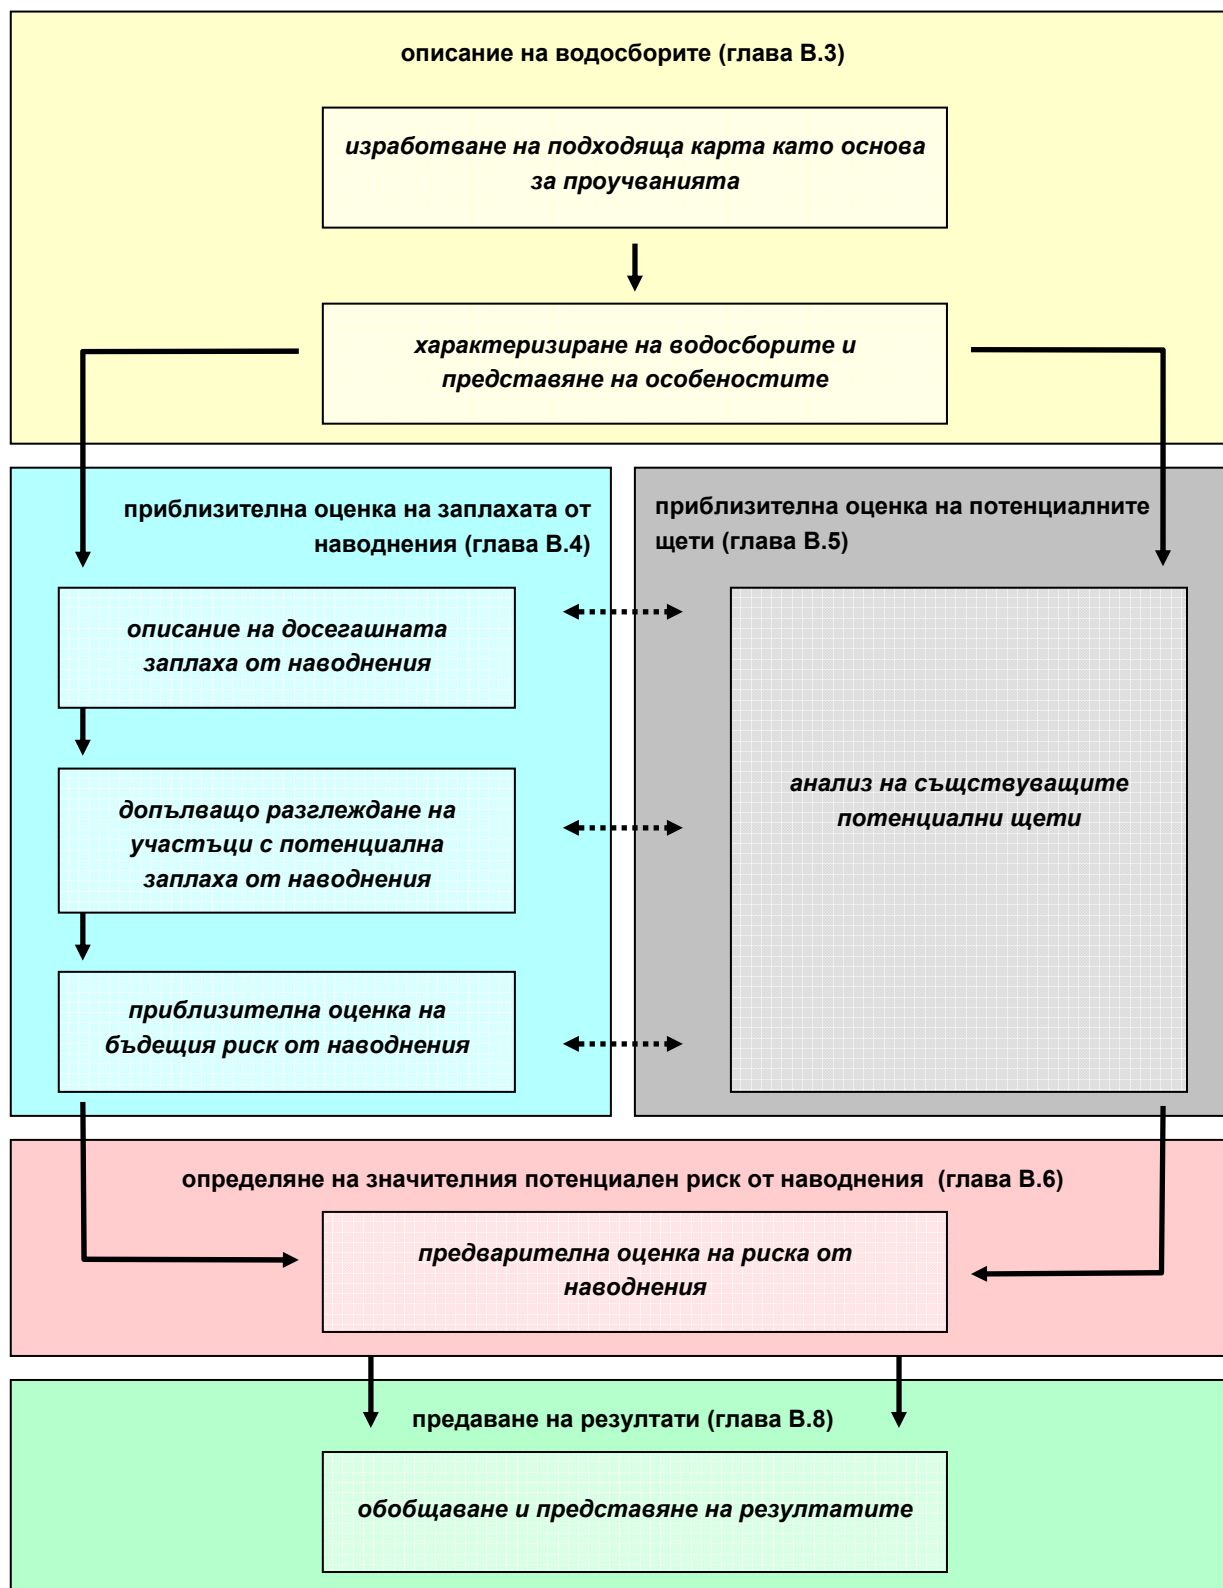 описание на водосборите (глава В.3)
изработване на подходяща карта като основа
за проучванията
характеризиране на водосборите и
представяне на особеностите
приблизителна оценка на заплахата от
наводнения (глава В.4)
описание на досегашната
заплаха от наводнения
допълващо разглеждане на
участъци с потенциална
заплаха от наводнения
приблизителна оценка на
бъдещия риск от наводнения
приблизителна оценка на потенциалните
щети (глава В.5)
анализ на същствуващите
потенциални щети
определяне на значителния потенциален риск от наводнения  (глава В.6)
предварителна оценка на риска от
наводнения
предаване на резултати (глава В.8)
обобщаване и представяне на резултатите